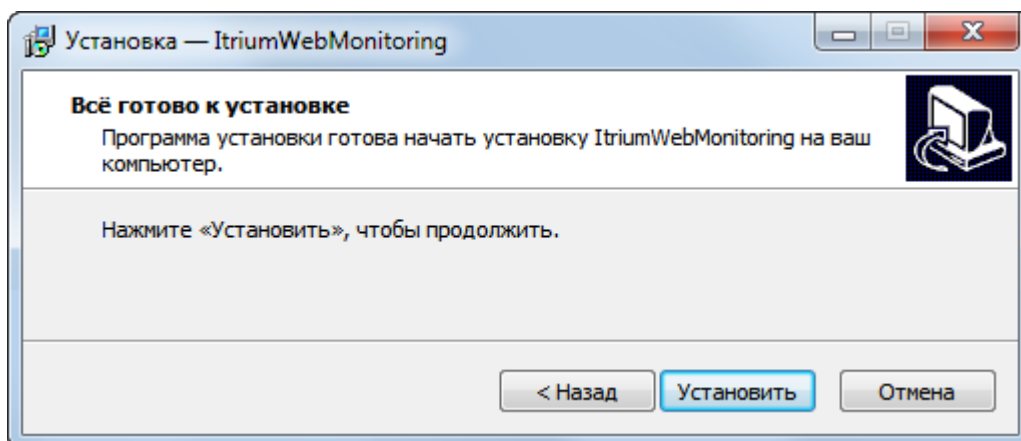 Установка — ItriumWebMonitoring
Всё готово к установке
Программа установки готова начать установку ItriumWebMonitoring на ваш
компьютер.
Нажмите «Установить», чтобы продолжить.
< Назад
Установить
Отмена